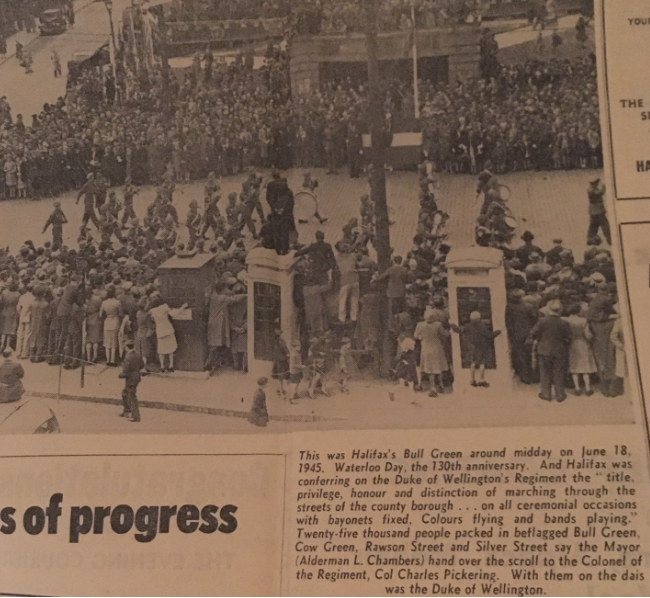 YOU
THE
S
HA
This was Halifax's Bull Green around midday on June 18,
1945. Waterloo Day, the 130th anniversary. And Halifax was
conferring on the Duke of Wellington's Regiment the "title,
privilege, honour and distinction of marching through the
streets of the county borough . . . on all ceremonial occasions
with bayonets fixed, Colours flying and bands playing."
Twenty-five thousand people packed in beflagged Bull Green,
Cow Green, Rawson Street and Silver Street say the Mayor
(Alderman L. Chambers) hand over the scroll to the Colonel of
the Regiment, Col Charles Pickering. With them on the dais
was the Duke of Wellington.
s of progress